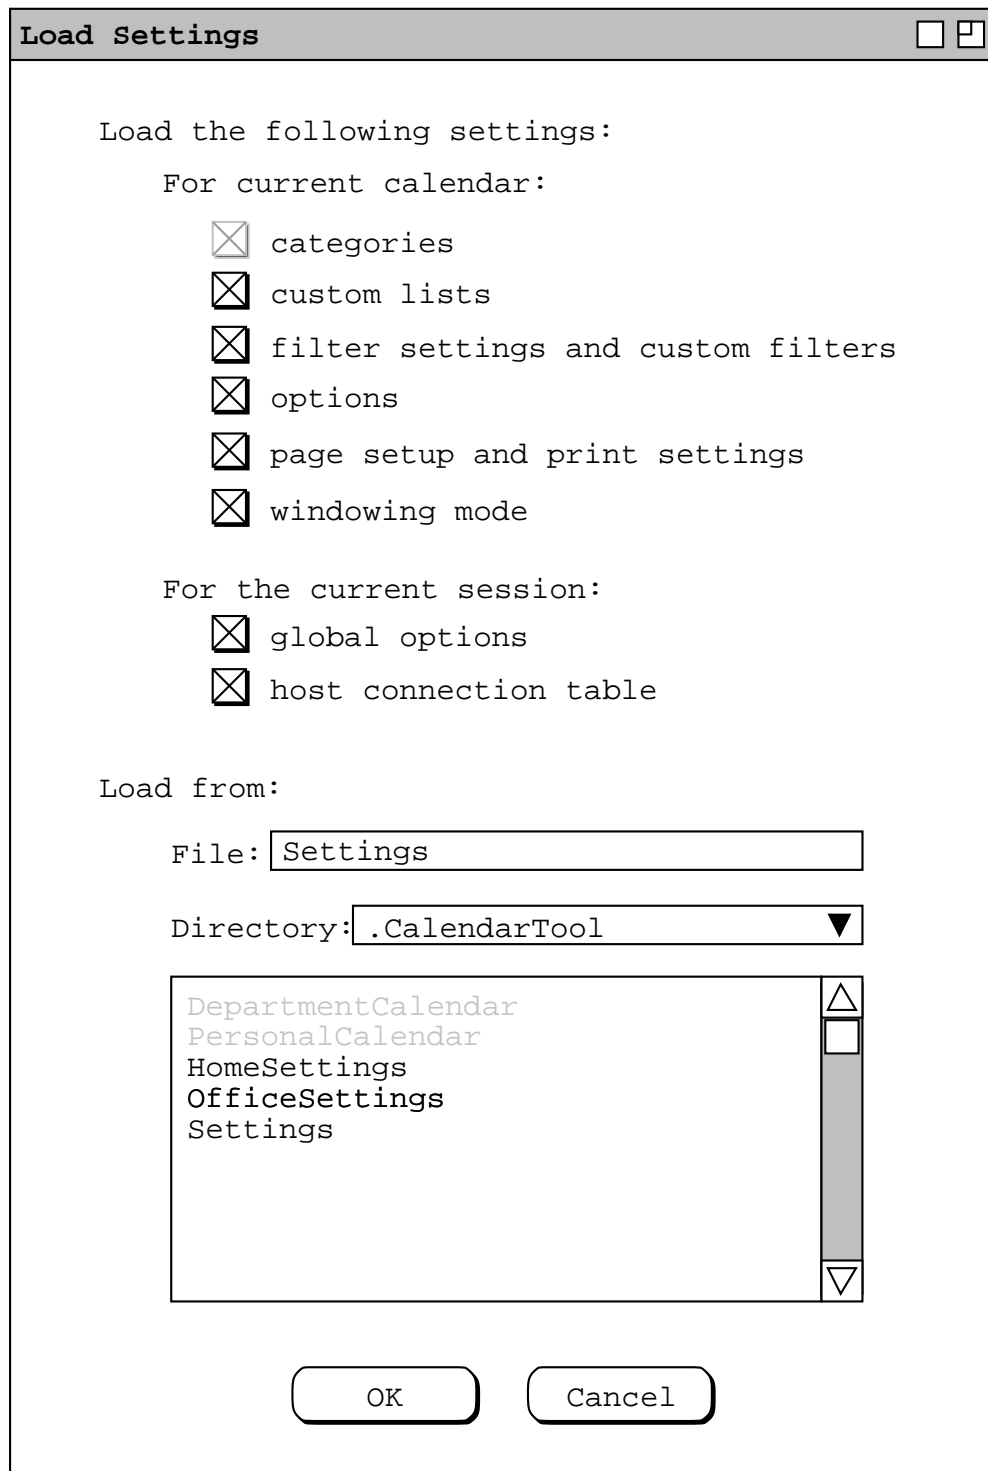 Load Settings
Load the following settings:
For current calendar:
categories
custom lists
filter settings and custom filters
options
page setup and print settings
windowing mode
For the current session:
global options
host connection table
Load from:
File: Settings
Directory: .CalendarTool
DepartmentCalendar
PersonalCalendar
HomeSettings
OfficeSettings
Settings
OK Cancel